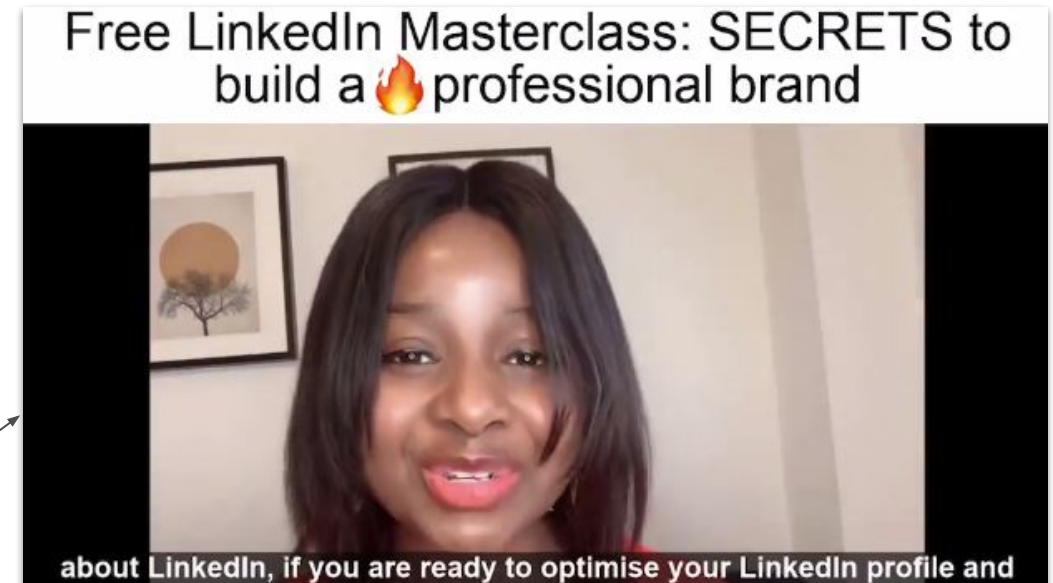 Free LinkedIn Masterclass: SECRETS to
build a🔥professional brand
about LinkedIn, if you are ready to optimise your LinkedIn profile and